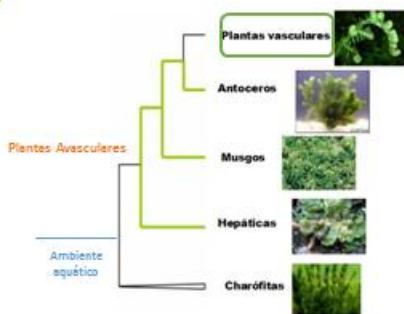 Plantas vasculares
Antoceros
Plantas Avasculares
Musgos
Hepáticas
Ambiente
aquático
Charófitas